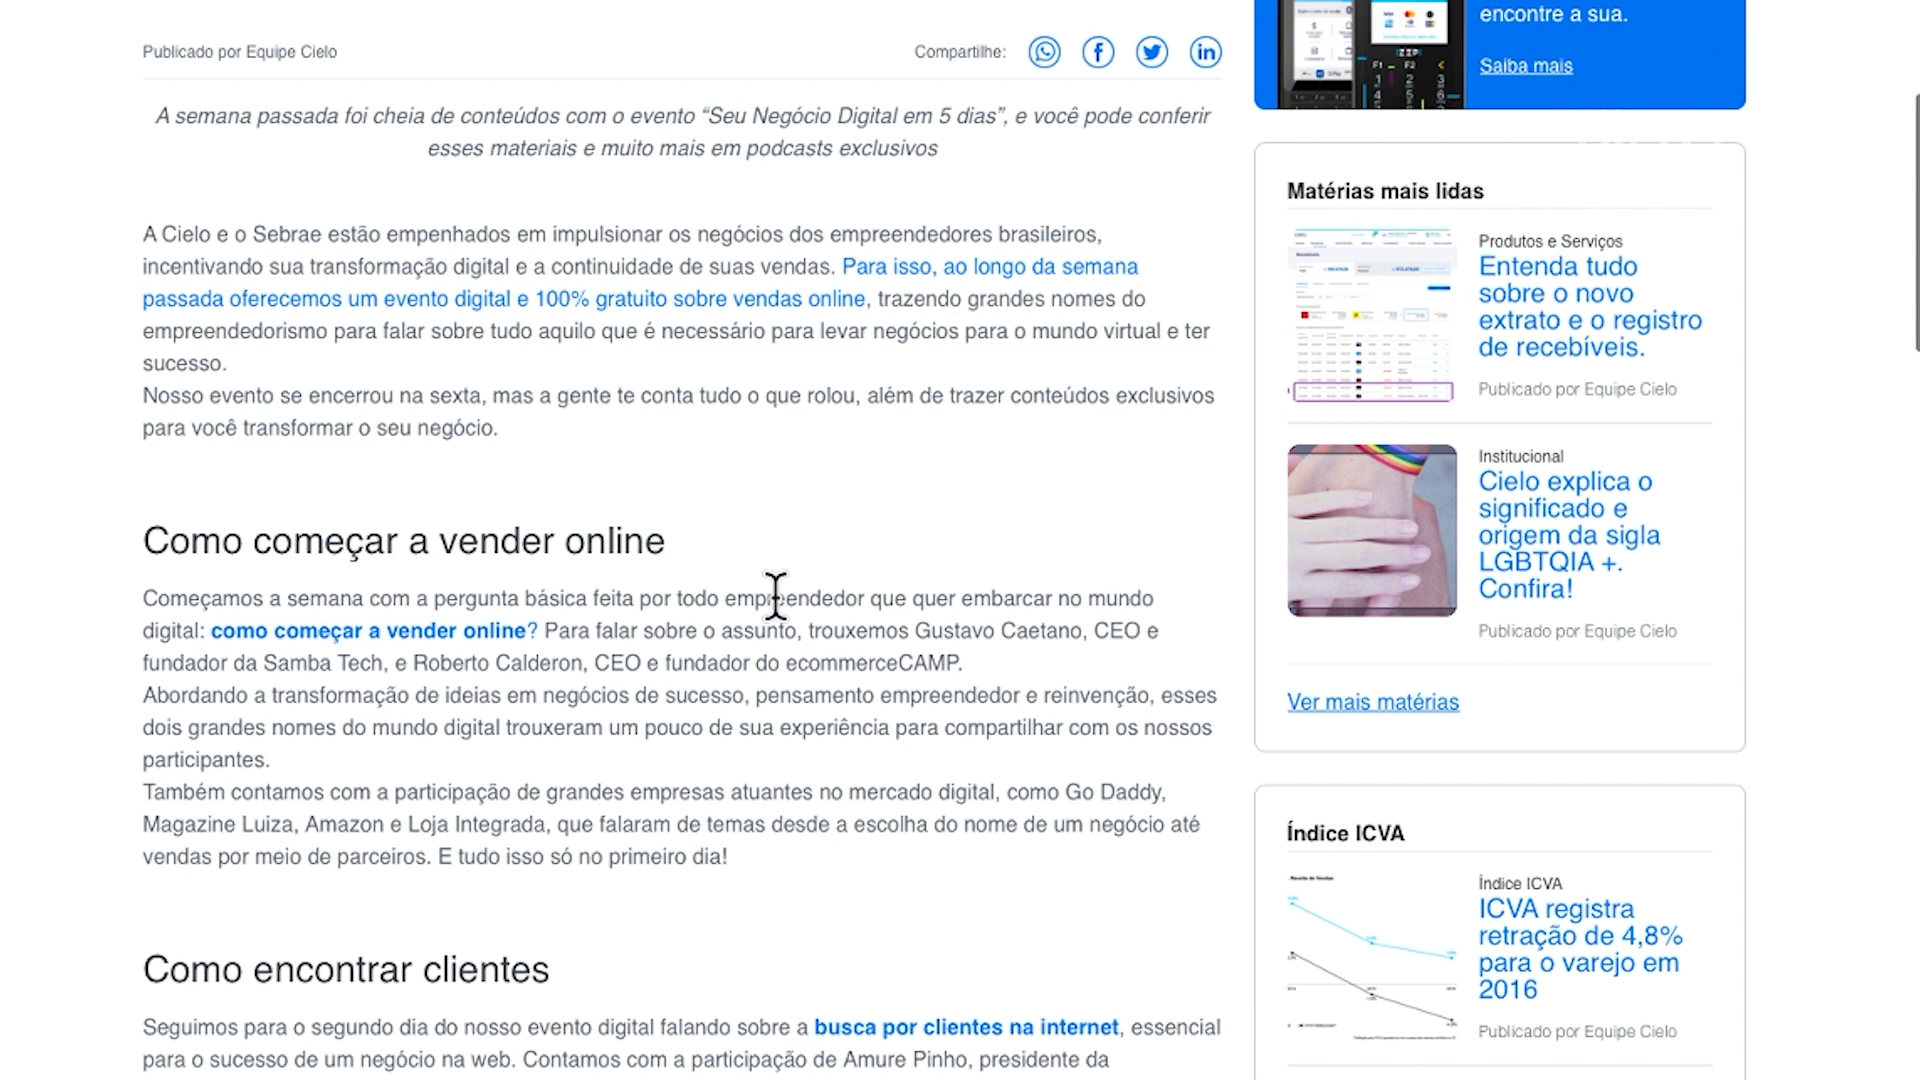 Publicado por Equipe Cielo
Compartilhe:
A semana passada foi cheia de conteúdos com o evento “Seu Negócio Digital em 5 dias”, e você pode conferir
esses materiais e muito mais em podcasts exclusivos
A Cielo e o Sebrae estão empenhados em impulsionar os negócios dos empreendedores brasileiros,
incentivando sua transformação digital e a continuidade de suas vendas. Para isso, ao longo da semana
passada oferecemos um evento digital e 100% gratuito sobre vendas online, trazendo grandes nomes do
empreendedorismo para falar sobre tudo aquilo que é necessário para levar negócios para o mundo virtual e ter
sucesso.
Nosso evento se encerrou na sexta, mas a gente te conta tudo o que rolou, além de trazer conteúdos exclusivos
para você transformar o seu negócio.
Como começar a vender online
Começamos a semana com a pergunta básica feita por todo empreendedor que quer embarcar no mundo
digital: como começar a vender online? Para falar sobre o assunto, trouxemos Gustavo Caetano, CEO e
fundador da Samba Tech, e Roberto Calderon, CEO e fundador do ecommerceCAMP.
Abordando a transformação de ideias em negócios de sucesso, pensamento empreendedor e reinvenção, esses
dois grandes nomes do mundo digital trouxeram um pouco de sua experiência para compartilhar com os nossos
participantes.
Também contamos com a participação de grandes empresas atuantes no mercado digital, como Go Daddy,
Magazine Luiza, Amazon e Loja Integrada, que falaram de temas desde a escolha do nome de um negócio até
vendas por meio de parceiros. E tudo isso só no primeiro dia!
Como encontrar clientes
Seguimos para o segundo dia do nosso evento digital falando sobre a busca por clientes na internet, essencial
para o sucesso de um negócio na web. Contamos com a participação de Amure Pinho, presidente da
encontre a sua.
Saiba mais
ZIP
F1
F2
Matérias mais lidas
Produtos e Serviços
Entenda tudo
sobre o novo
extrato e o registro
de recebíveis.
Publicado por Equipe Cielo
Institucional
Cielo explica o
significado e
origem da sigla
LGBTQIA +.
Confira!
Publicado por Equipe Cielo
Ver mais matérias
Índice ICVA
Índice ICVA
ICVA registra
retração de 4,8%
para o varejo em
2016
Publicado por Equipe Cielo